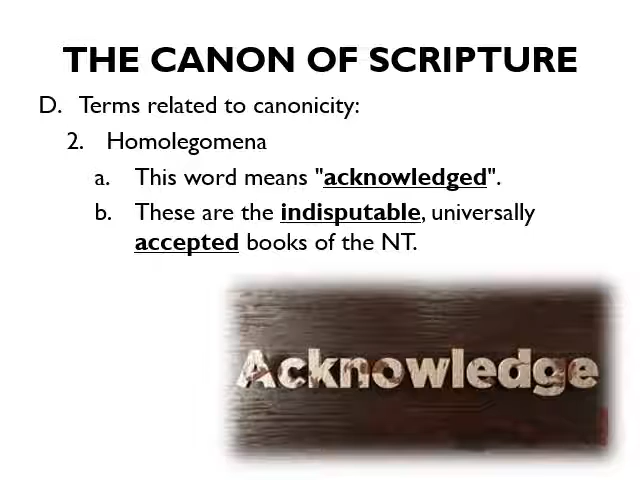 THE CANON OF SCRIPTURE
D. Terms related to canonicity:
2. Homolegomena
a. This word means "acknowledged".
b. These are the indisputable, universally
accepted books of the NT.
Acknowledge